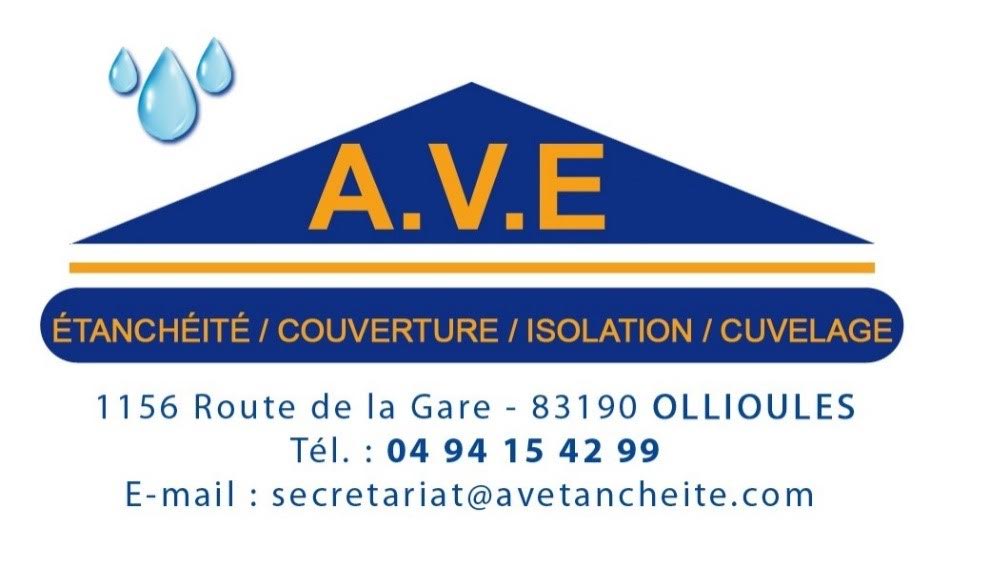 A.V.E
ÉTANCHÉITÉ / COUVERTURE / ISOLATION / CUVELAGE
1156 Route de la Gare - 83190 OLLIOULES
Tél. : 04 94 15 42 99
E-mail : secretariat@avetancheite.com